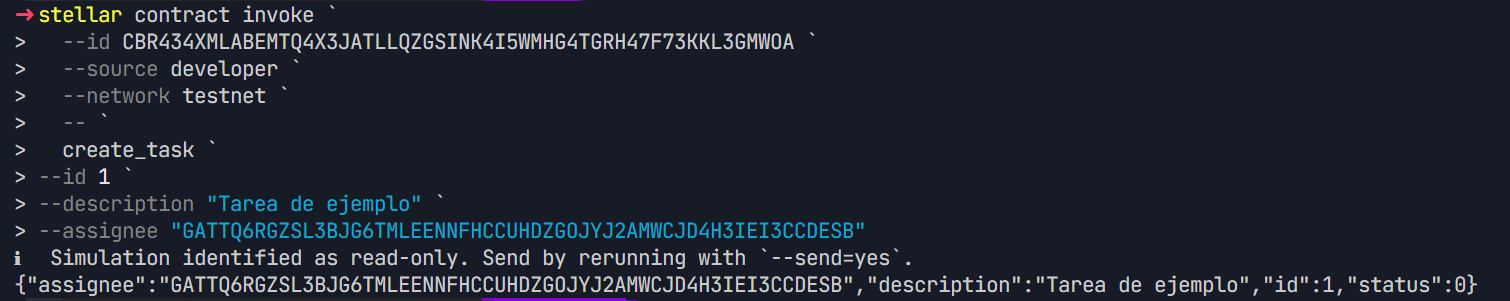 → stellar contract invoke `
>   --id CBR434XMLABEMTQ4X3JATLLQZGSINK4I5WMHG4TGRH47F73KKL3GMWOA `
>   --source developer `
>   --network testnet `
>   -- `
>   create_task `
> --id 1 `
> --description "Tarea de ejemplo" `
> --assignee "GATTQ6RGZSL3BJG6TMLEENNFHCCUHDZGOJYJ2AMWCJD4H3IEI3CCDESB"
ℹ  Simulation identified as read-only. Send by rerunning with `--send=yes`.
{"assignee":"GATTQ6RGZSL3BJG6TMLEENNFHCCUHDZGOJYJ2AMWCJD4H3IEI3CCDESB","description":"Tarea de ejemplo","id":1,"status":0}